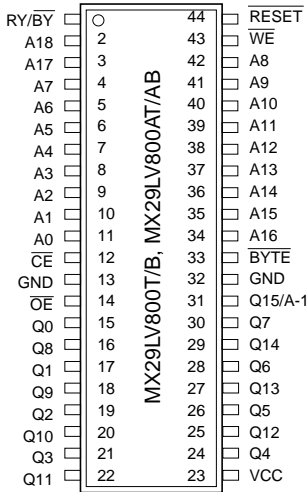 RY/BY 44 RESET
A18 2 43 WE
A17 3 42 A8
A7 4 41 A9
A6 5 40 A10
A5 6 39 A11
A4 7 38 A12
A3 8 37 A13
A2 9 36 A14
A1 10 35 A15
A0 11 34 A16
CE 12 33 BYTE
GND 13 32 GND
OE 14 31 Q15/A-1
Q0 15 30 Q7
Q8 16 29 Q14
Q1 17 28 Q6
Q9 18 27 Q13
Q2 19 26 Q5
Q10 20 25 Q12
Q3 21 24 Q4
Q11 22 23 VCC
MX29LV800T/B, MX29LV800AT/AB